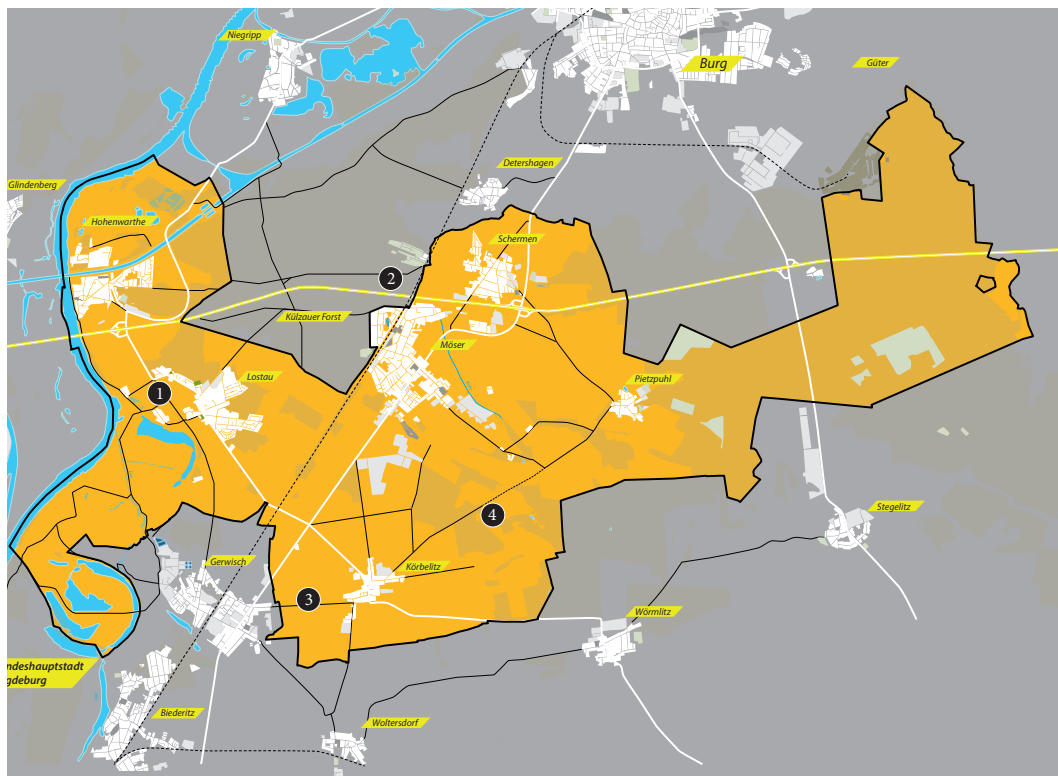 Niegripp
Burg
Güter
Detershagen
Glindenberg
Hohenwarthe
Schermen
2
Külzauer Forst
Möser
Lostau
Pietzpuhl
1
4
Stegelitz
Gerwisch
Körbelitz
3
Wörmlitz
ndeshauptstadt
gdeburg
Biederitz
Woltersdorf